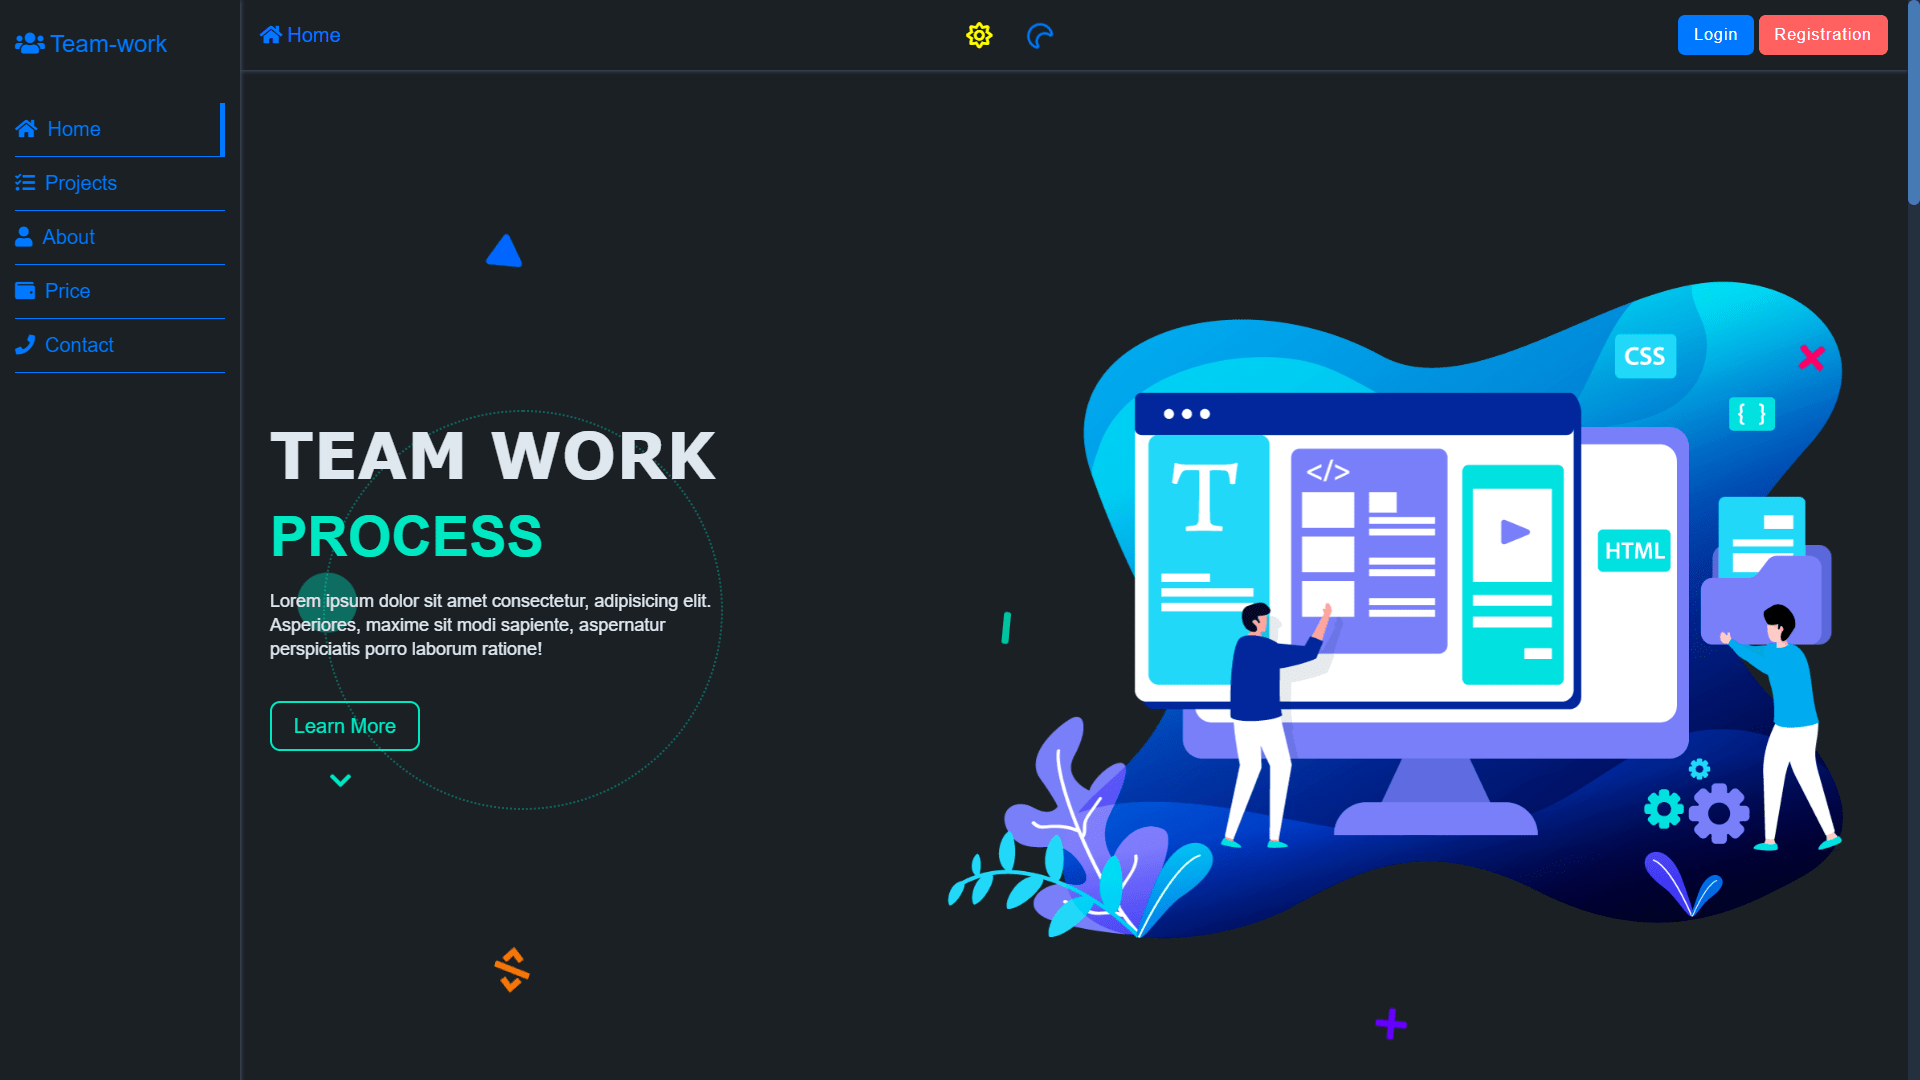 Team-work
Home
Login
Registration
Home
Projects
About
Price
Contact
TEAM WORK
PROCESS
Lorem ipsum dolor sit amet consectetur, adipisicing elit.
Asperiores, maxime sit modi sapiente, aspernatur
perspiciatis porro laborum ratione!
Learn More
CSS
{ }
T
</>
HTML